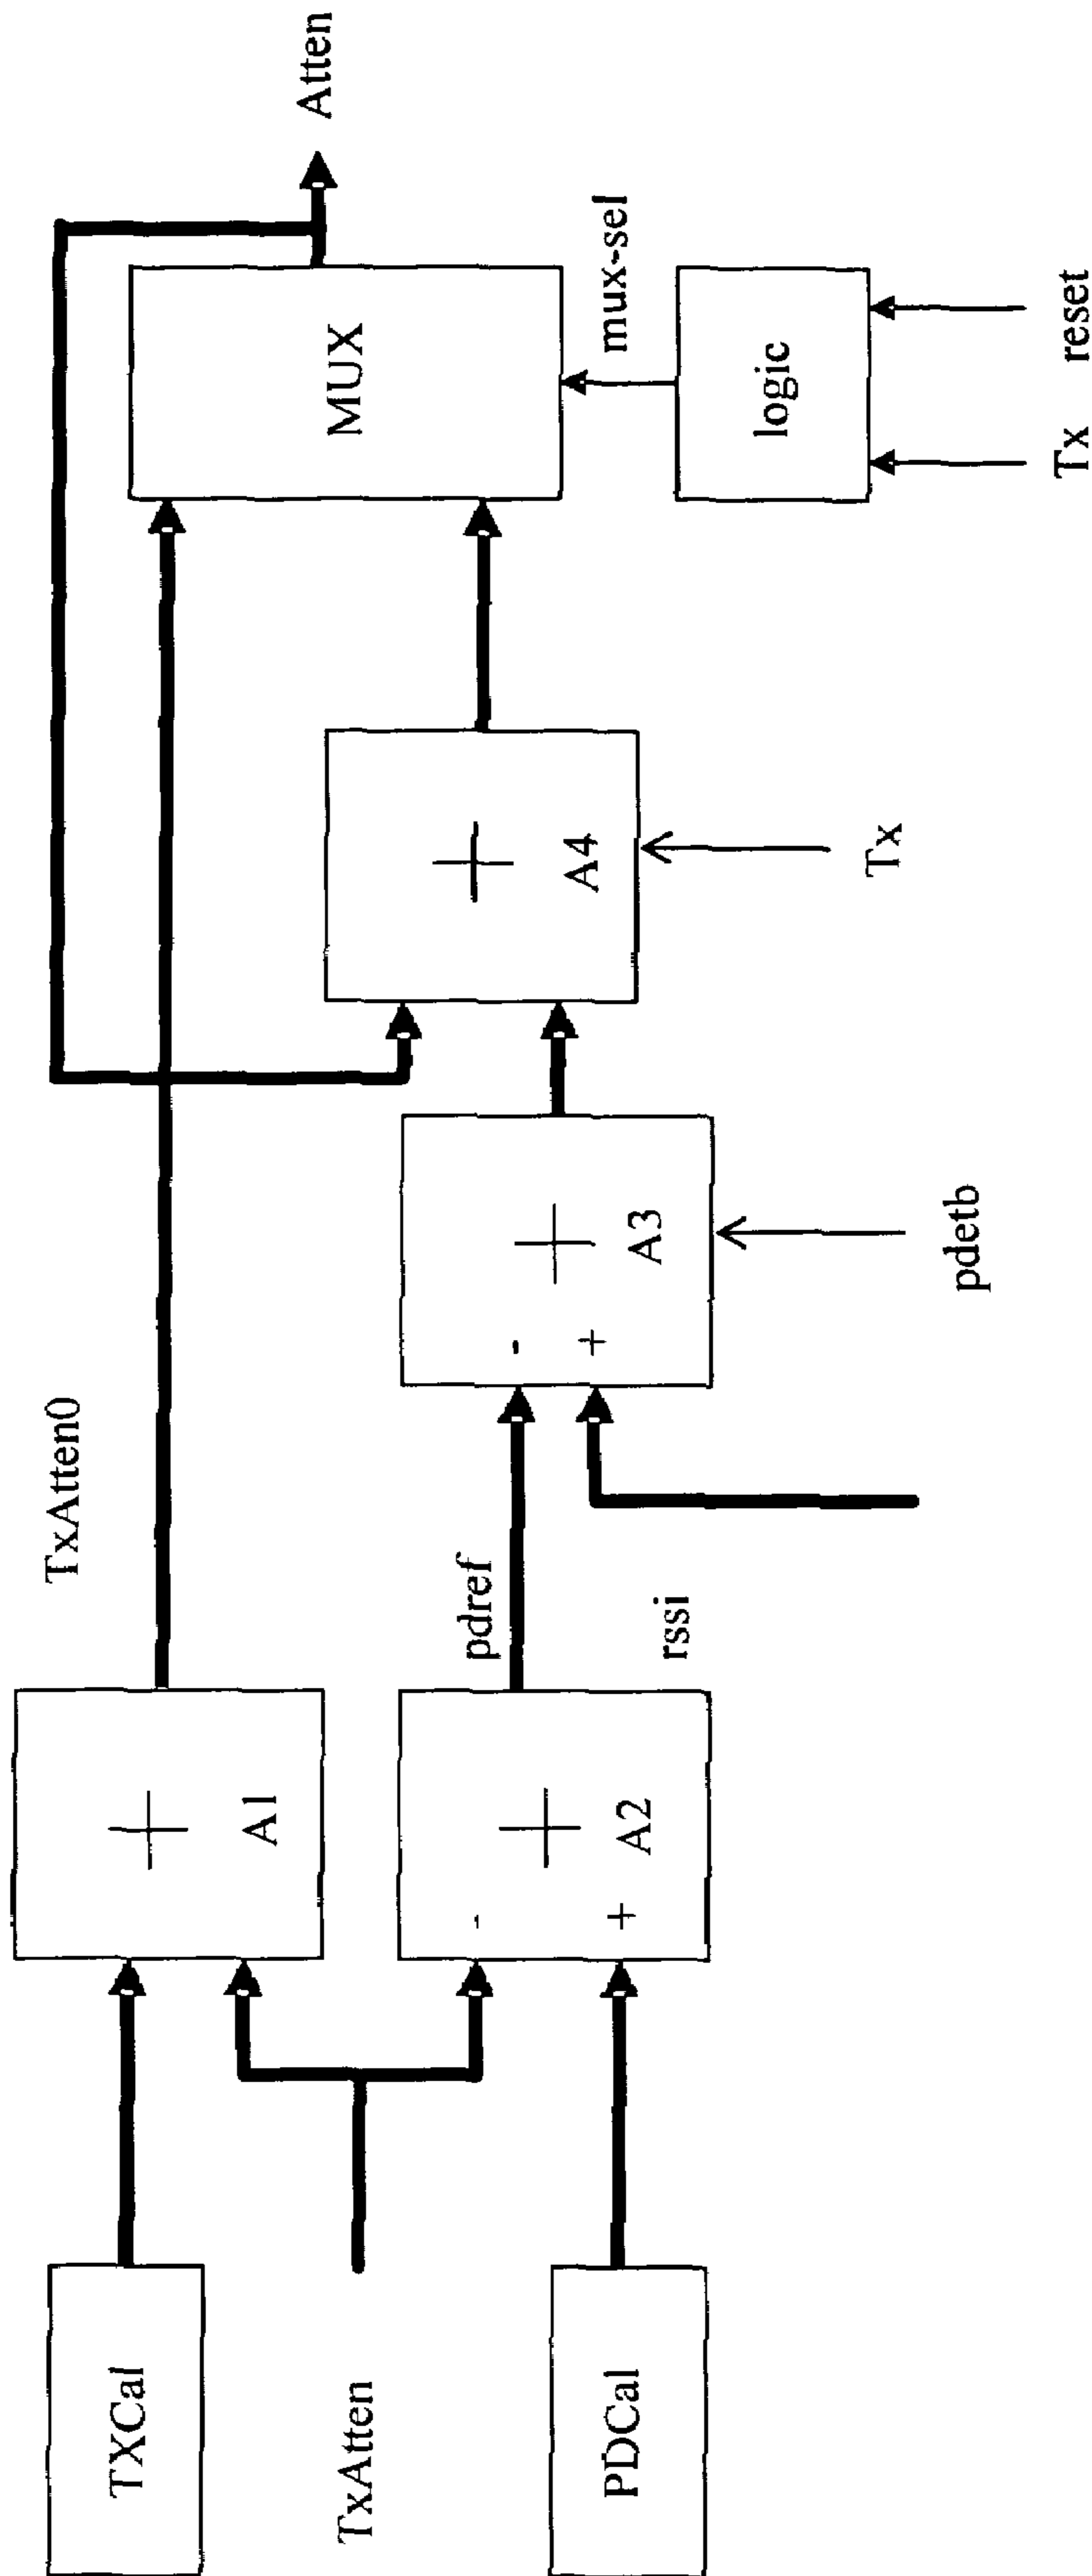 TXCal
TxAtten
PDCal
+
A1
-
+
+
A2
TxAtten0
pdref
rssi
-
+
+
A3
pdetb
+
A4
Tx
MUX
mux-sel
logic
Tx
reset
Atten